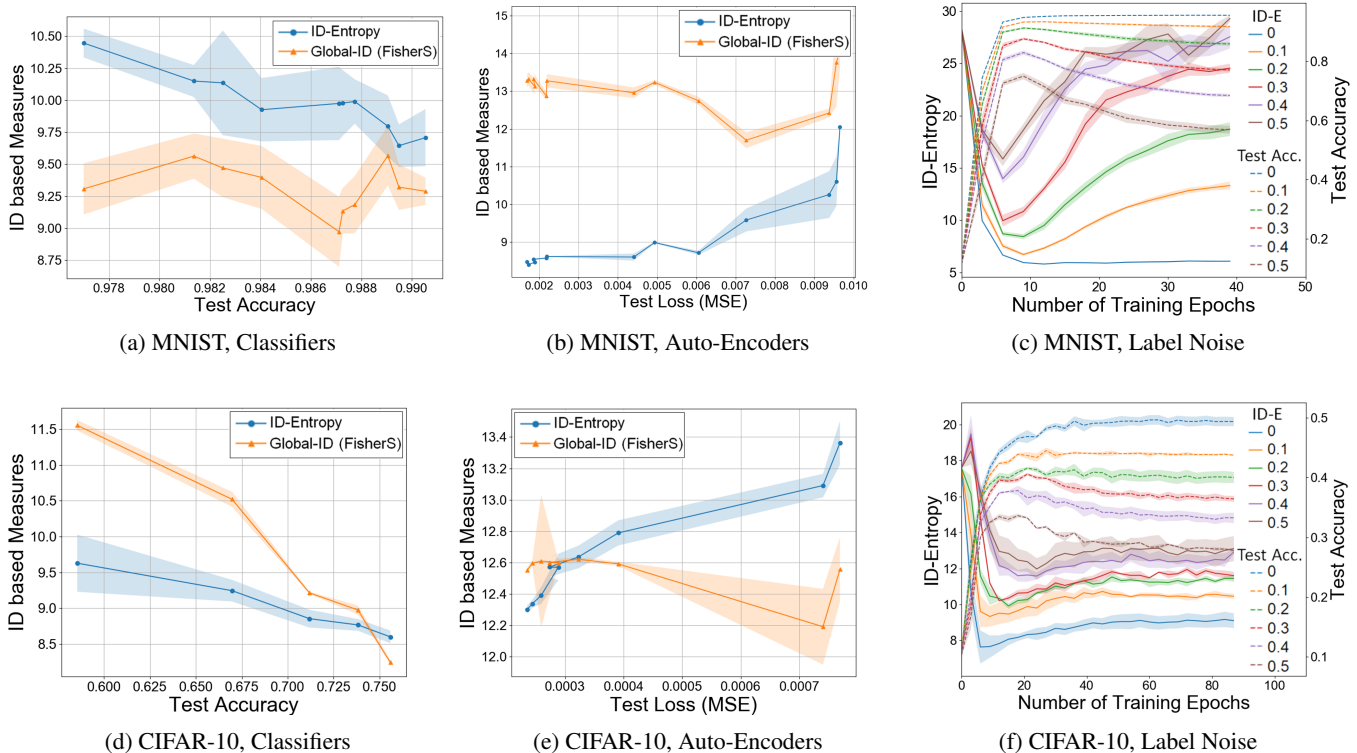 ID-Entropy
Global-ID (FisherS)
10.50
10.25
10.00
9.75
9.50
9.25
9.00
8.75
ID based Measures
0.978 0.980 0.982 0.984 0.986 0.988 0.990
Test Accuracy
(a) MNIST, Classifiers
ID-Entropy
Global-ID (FisherS)
15
14
13
12
11
10
9
ID based Measures
0.002 0.003 0.004 0.005 0.006 0.007 0.008 0.009 0.010
Test Loss (MSE)
(b) MNIST, Auto-Encoders
30
25
20
15
10
5
ID-Entropy
ID-E
0
0.1
0.2
0.3
0.4
0.5
Test Acc.
0
0.1
0.2
0.3
0.4
0.5
0.8
0.6
0.4
0.2
Test Accuracy
0 10 20 30 40 50
Number of Training Epochs
(c) MNIST, Label Noise
ID-Entropy
Global-ID (FisherS)
11.5
11.0
10.5
10.0
9.5
9.0
8.5
ID based Measures
0.600 0.625 0.650 0.675 0.700 0.725 0.750
Test Accuracy
(d) CIFAR-10, Classifiers
ID-Entropy
Global-ID (FisherS)
13.4
13.2
13.0
12.8
12.6
12.4
12.2
12.0
ID based Measures
0.0003 0.0004 0.0005 0.0006 0.0007
Test Loss (MSE)
(e) CIFAR-10, Auto-Encoders
20
18
16
14
12
10
8
ID-Entropy
ID-E
0
0.1
0.2
0.3
0.4
0.5
Test Acc.
0
0.1
0.2
0.3
0.4
0.5
0.5
0.4
0.3
0.2
0.1
Test Accuracy
0 20 40 60 80 100
Number of Training Epochs
(f) CIFAR-10, Label Noise